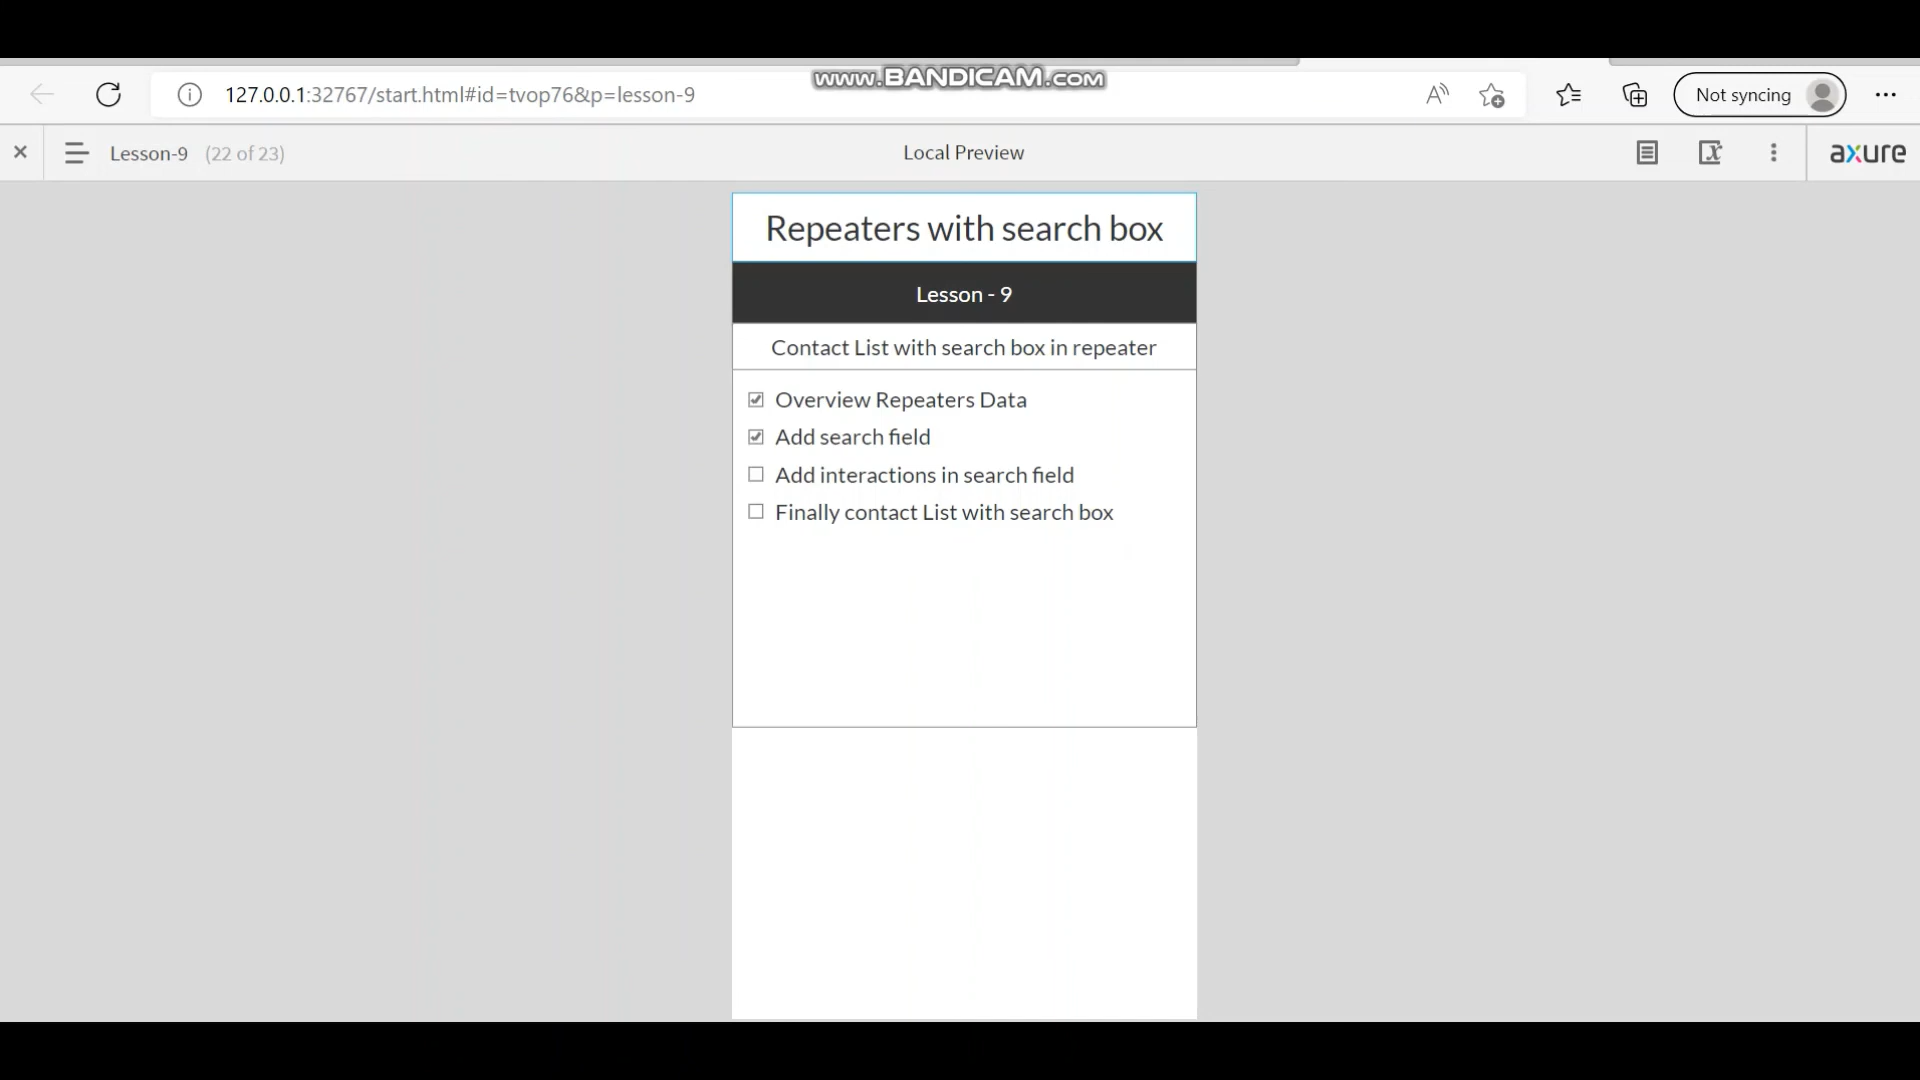 www.BANDICAM.com
127.0.0.1:32767/start.html#id=tvop76&p=lesson-9
Not syncing
Lesson-9 (22 of 23)
Local Preview
axure
Repeaters with search box
Lesson - 9
Contact List with search box in repeater
Overview Repeaters Data
Add search field
Add interactions in search field
Finally contact List with search box